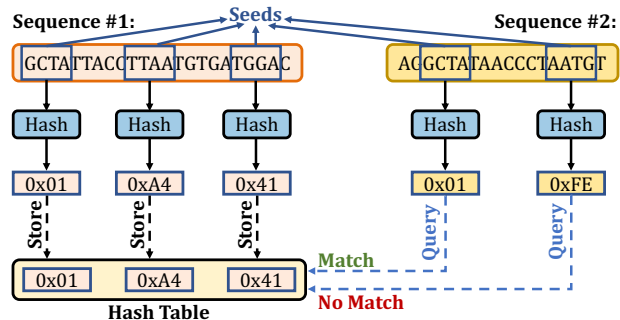 Sequence #1:
Seeds
Sequence #2:
GCTATTACCTTAATGTGATGGAC
AGGCTATAACCCTAATGT
Hash
Hash
Hash
Hash
Hash
0x01
0xA4
0x41
0x01
0xFE
Store
Store
Store
Query
Query
Match
0x01
0xA4
0x41
No Match
Hash Table